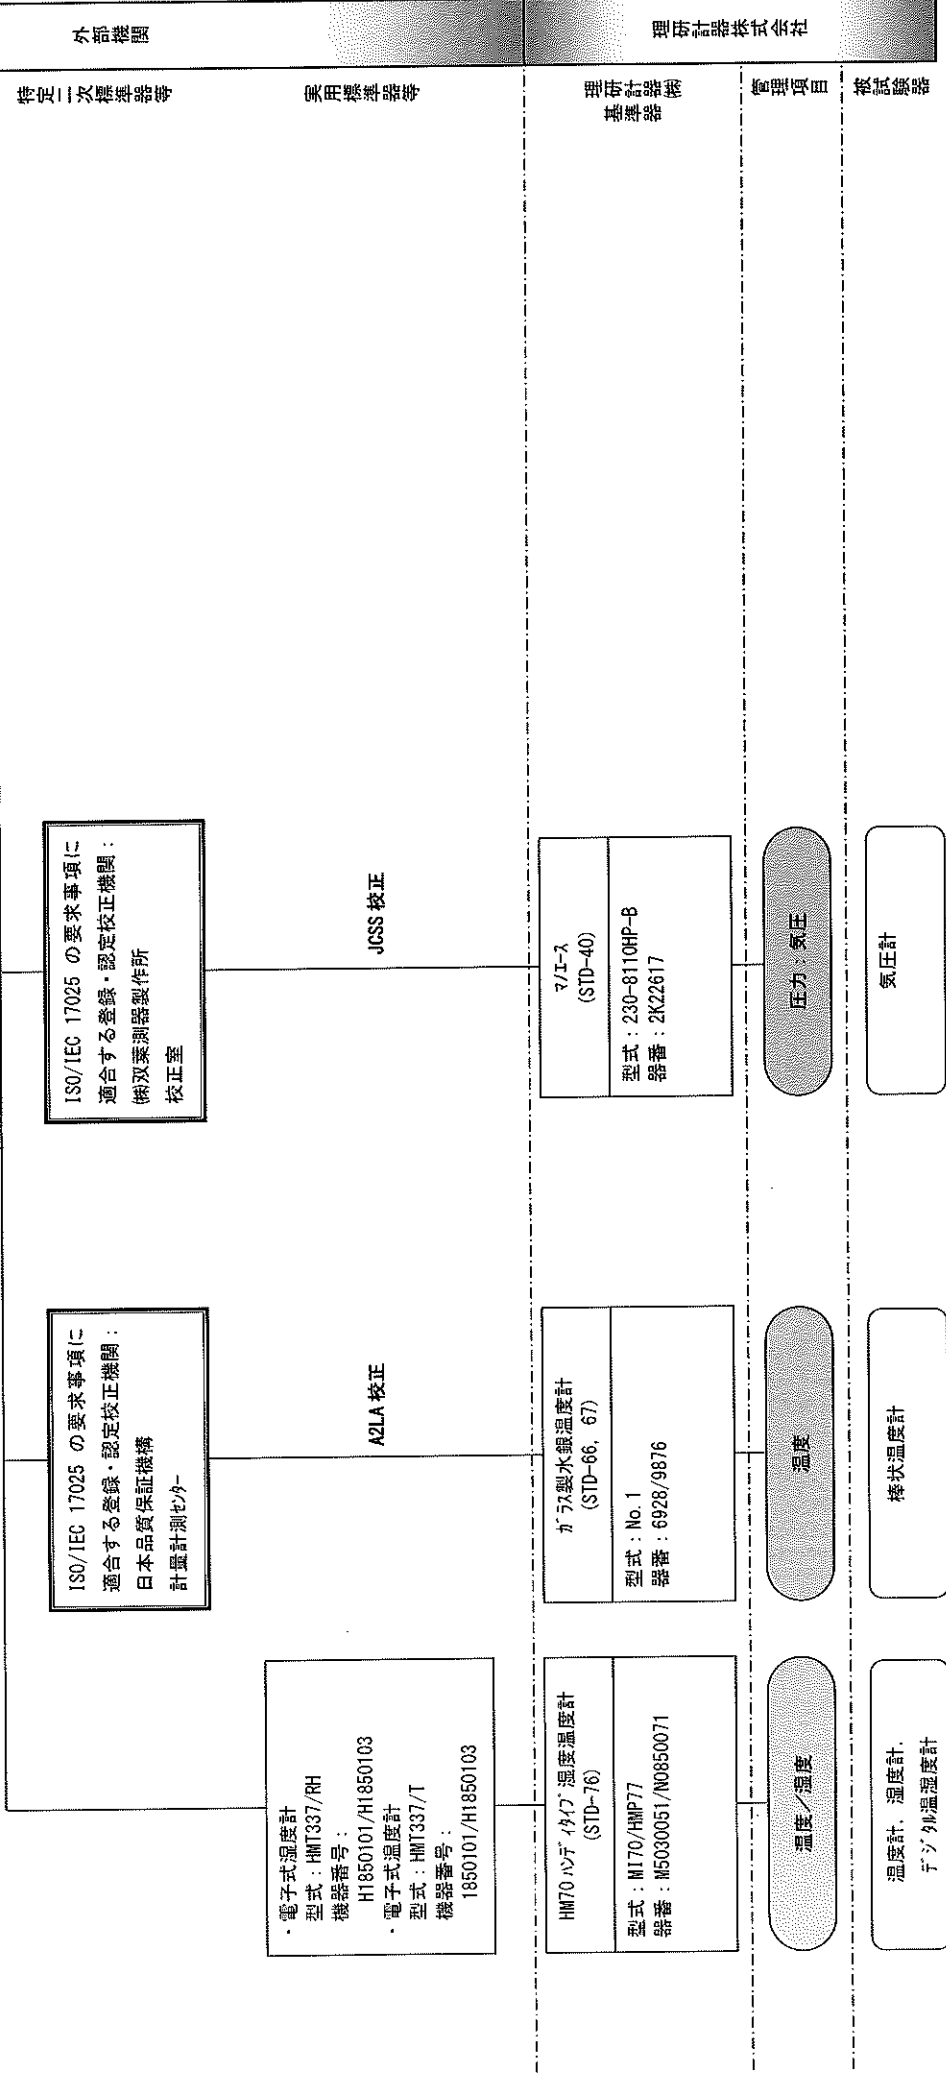 外部機関
理研計器株式会社
特定二次標準器等
実用標準器等
理研計器㈱
基準器
管理項目
被試験器
・電子式湿度計
型式：HMT337/RH
機器番号：
H1850101/H1850103
・電子式温度計
型式：HMT337/T
機器番号：
1850101/H1850103
HM70 ﾊﾝﾃﾞｨﾀｲﾌﾟ湿度温度計
(STD-76)
型式：MI70/HMP77
器番：M5030051/N0850071
温度／湿度
温度計、湿度計、
ﾃﾞｼﾞﾀﾙ温湿度計
ISO/IEC 17025 の要求事項に
適合する登録・認定校正機関：
日本品質保証機構
計量計測ｾﾝﾀｰ
A2LA 校正
ｶﾞﾗｽ製水銀温度計
(STD-66, 67)
型式：No.1
器番：6928/9876
温度
棒状温度計
ISO/IEC 17025 の要求事項に
適合する登録・認定校正機関：
㈱双葉測器製作所
校正室
JCSS 校正
ﾏﾉｴｰｽ
(STD-40)
型式：230-8110HP-B
器番：2K22617
圧力：気圧
気圧計